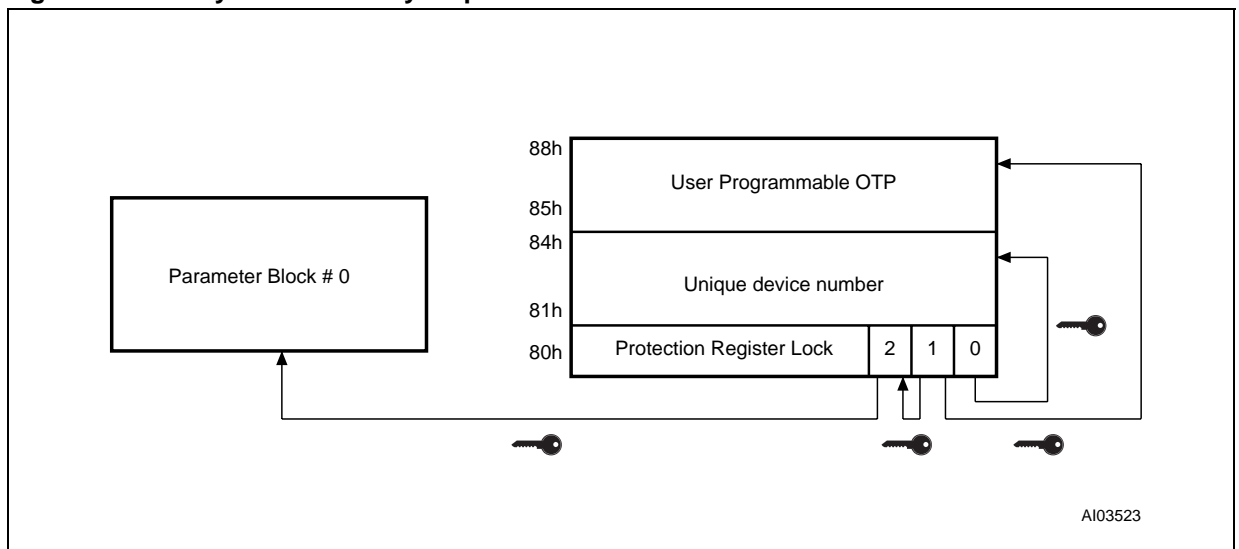 88h
User Programmable OTP
85h
84h
Parameter Block # 0
Unique device number
81h
80h
Protection Register Lock 2 1 0
AI03523